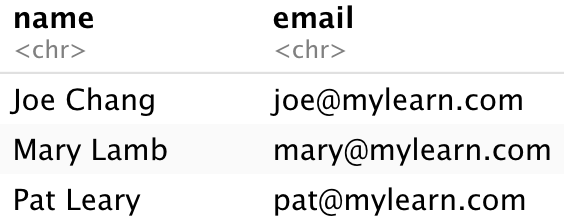 name email
<chr> <chr>
Joe Chang joe@mylearn.com
Mary Lamb mary@mylearn.com
Pat Leary pat@mylearn.com